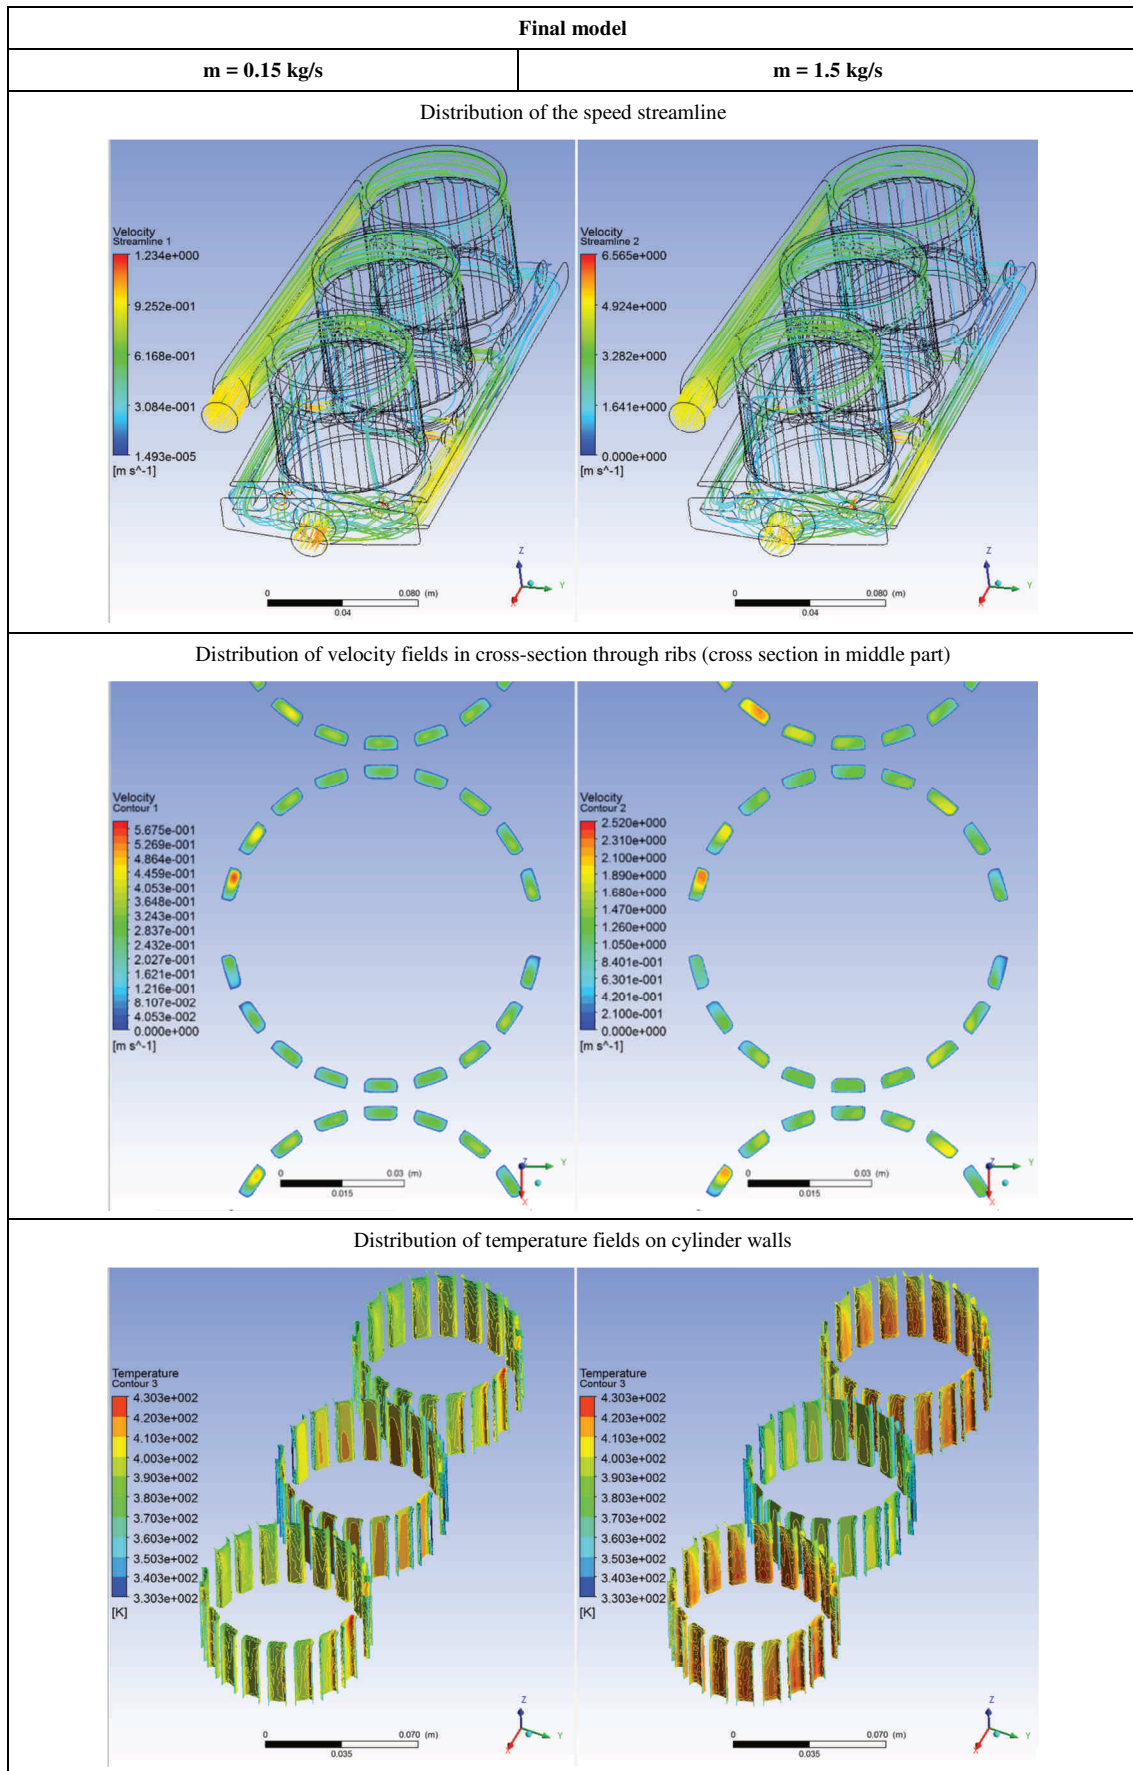 Final model
m = 0.15 kg/s
m = 1.5 kg/s
Distribution of the speed streamline
Velocity
Streamline 1
1.234e+000
9.252e-001
6.168e-001
3.084e-001
1.493e-005
[m s^-1]
Z
Y
X
0
0.080 (m)
0.04
Velocity
Streamline 2
6.565e+000
4.924e+000
3.282e+000
1.641e+000
0.000e+000
[m s^-1]
Z
Y
X
0
0.080 (m)
0.04
Distribution of velocity fields in cross-section through ribs (cross section in middle part)
Velocity
Contour 1
5.675e-001
5.269e-001
4.864e-001
4.459e-001
4.053e-001
3.648e-001
3.243e-001
2.837e-001
2.432e-001
2.027e-001
1.621e-001
1.216e-001
8.107e-002
4.053e-002
0.000e+000
[m s^-1]
0
0.03 (m)
0.015
Z
Y
X
Velocity
Contour 2
2.520e+000
2.310e+000
2.100e+000
1.890e+000
1.680e+000
1.470e+000
1.260e+000
1.050e+000
8.401e-001
6.301e-001
4.201e-001
2.100e-001
0.000e+000
[m s^-1]
0
0.03 (m)
0.015
Z
Y
X
Distribution of temperature fields on cylinder walls
Temperature
Contour 3
4.303e+002
4.203e+002
4.103e+002
4.003e+002
3.903e+002
3.803e+002
3.703e+002
3.603e+002
3.503e+002
3.403e+002
3.303e+002
[K]
0
0.070 (m)
0.035
Z
Y
X
Temperature
Contour 3
4.303e+002
4.203e+002
4.103e+002
4.003e+002
3.903e+002
3.803e+002
3.703e+002
3.603e+002
3.503e+002
3.403e+002
3.303e+002
[K]
0
0.070 (m)
0.035
Z
Y
X